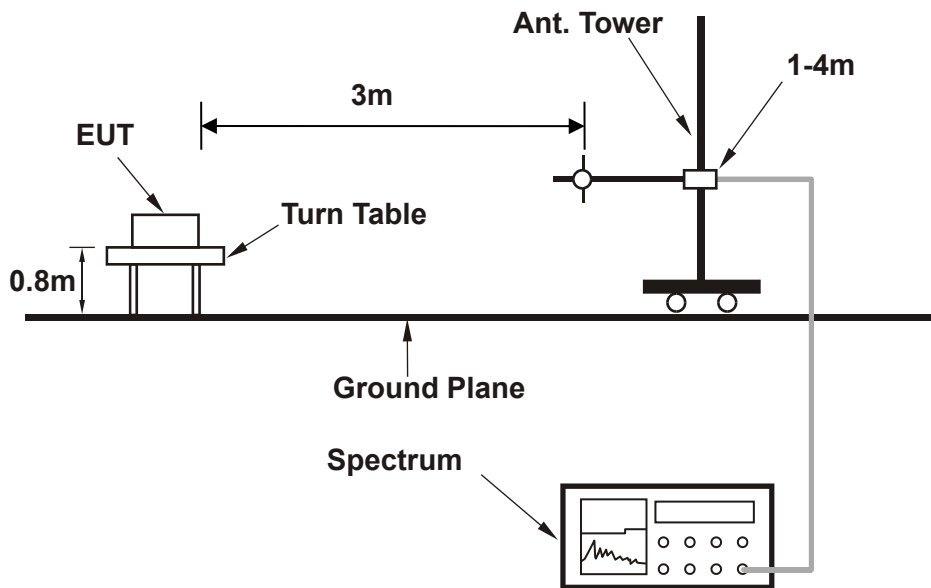 Ant. Tower
1-4m
3m
EUT
Turn Table
0.8m
Ground Plane
Spectrum